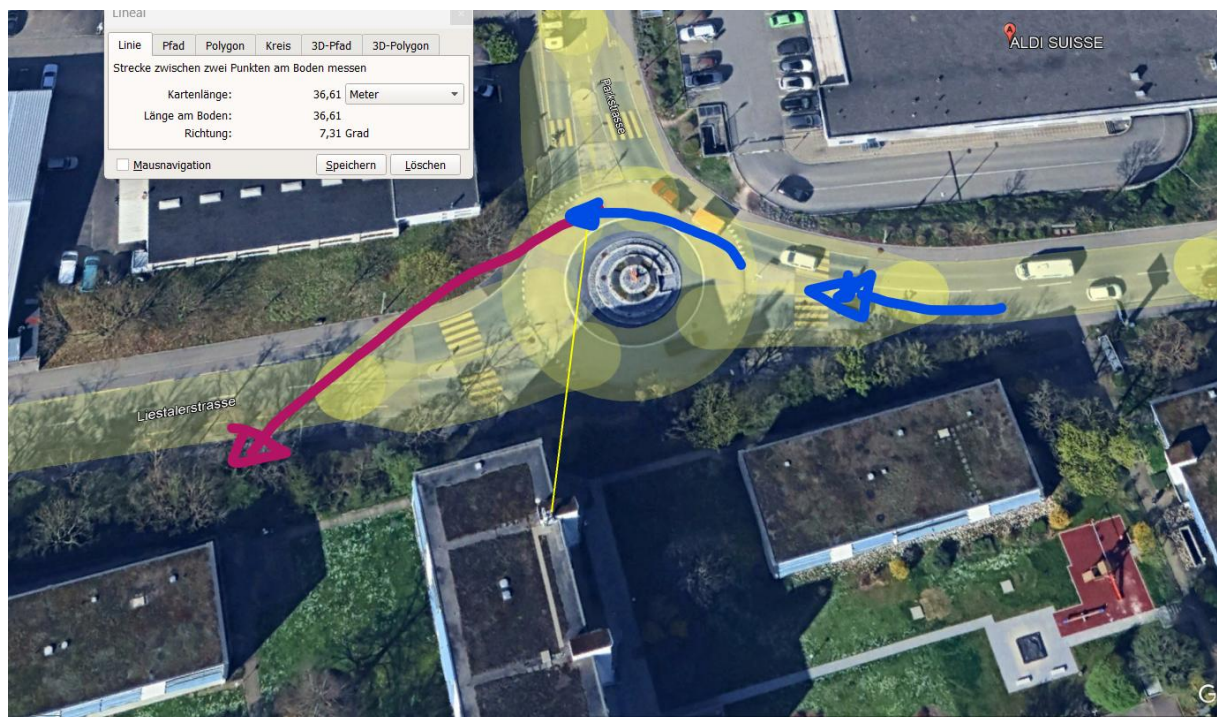 Lineal
Linie Pfad Polygon Kreis 3D-Pfad 3D-Polygon
Strecke zwischen zwei Punkten am Boden messen
Kartenlänge: 36,61 Meter
Länge am Boden: 36,61
Richtung: 7,31 Grad
Mausnavigation Speichern Löschen
ALDI SUISSE
Parkstrasse
Liestalerstrasse
G